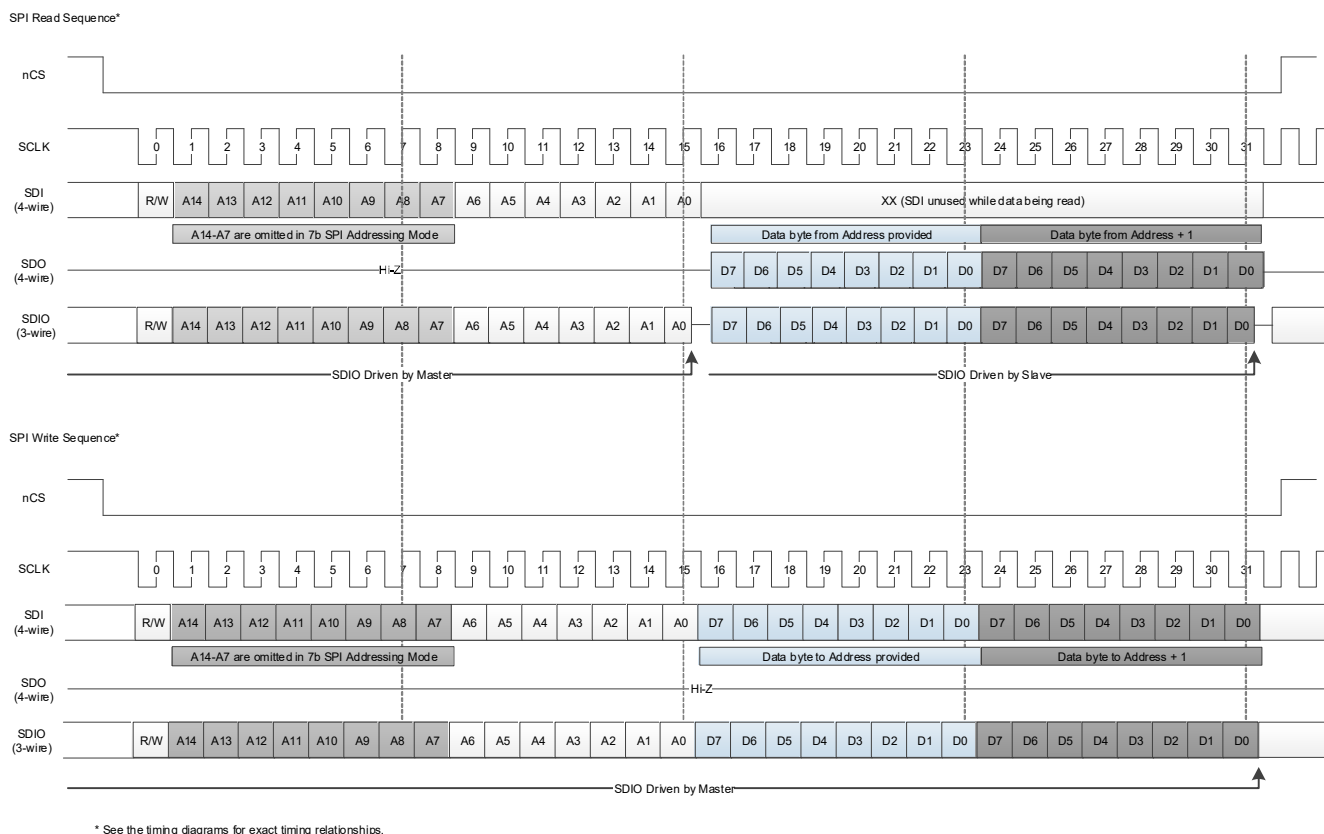 SPI Read Sequence*
nCS
SCLK
0 1 2 3 4 5 6 7 8 9 10 11 12 13 14 15 16 17 18 19 20 21 22 23 24 25 26 27 28 29 30 31
SDI
(4-wire)
R/W A14 A13 A12 A11 A10 A9 A8 A7 A6 A5 A4 A3 A2 A1 A0 XX (SDI unused while data being read)
A14-A7 are omitted in 7b SPI Addressing Mode
Data byte from Address provided
Data byte from Address + 1
SDO
(4-wire)
Hi-Z
D7 D6 D5 D4 D3 D2 D1 D0 D7 D6 D5 D4 D3 D2 D1 D0
SDIO
(3-wire)
R/W A14 A13 A12 A11 A10 A9 A8 A7 A6 A5 A4 A3 A2 A1 A0 D7 D6 D5 D4 D3 D2 D1 D0 D7 D6 D5 D4 D3 D2 D1 D0
SDIO Driven by Master
SDIO Driven by Slave
SPI Write Sequence*
nCS
SCLK
0 1 2 3 4 5 6 7 8 9 10 11 12 13 14 15 16 17 18 19 20 21 22 23 24 25 26 27 28 29 30 31
SDI
(4-wire)
R/W A14 A13 A12 A11 A10 A9 A8 A7 A6 A5 A4 A3 A2 A1 A0 D7 D6 D5 D4 D3 D2 D1 D0 D7 D6 D5 D4 D3 D2 D1 D0
A14-A7 are omitted in 7b SPI Addressing Mode
Data byte to Address provided
Data byte to Address + 1
SDO
(4-wire)
Hi-Z
SDIO
(3-wire)
R/W A14 A13 A12 A11 A10 A9 A8 A7 A6 A5 A4 A3 A2 A1 A0 D7 D6 D5 D4 D3 D2 D1 D0 D7 D6 D5 D4 D3 D2 D1 D0
SDIO Driven by Master
* See the timing diagrams for exact timing relationships.